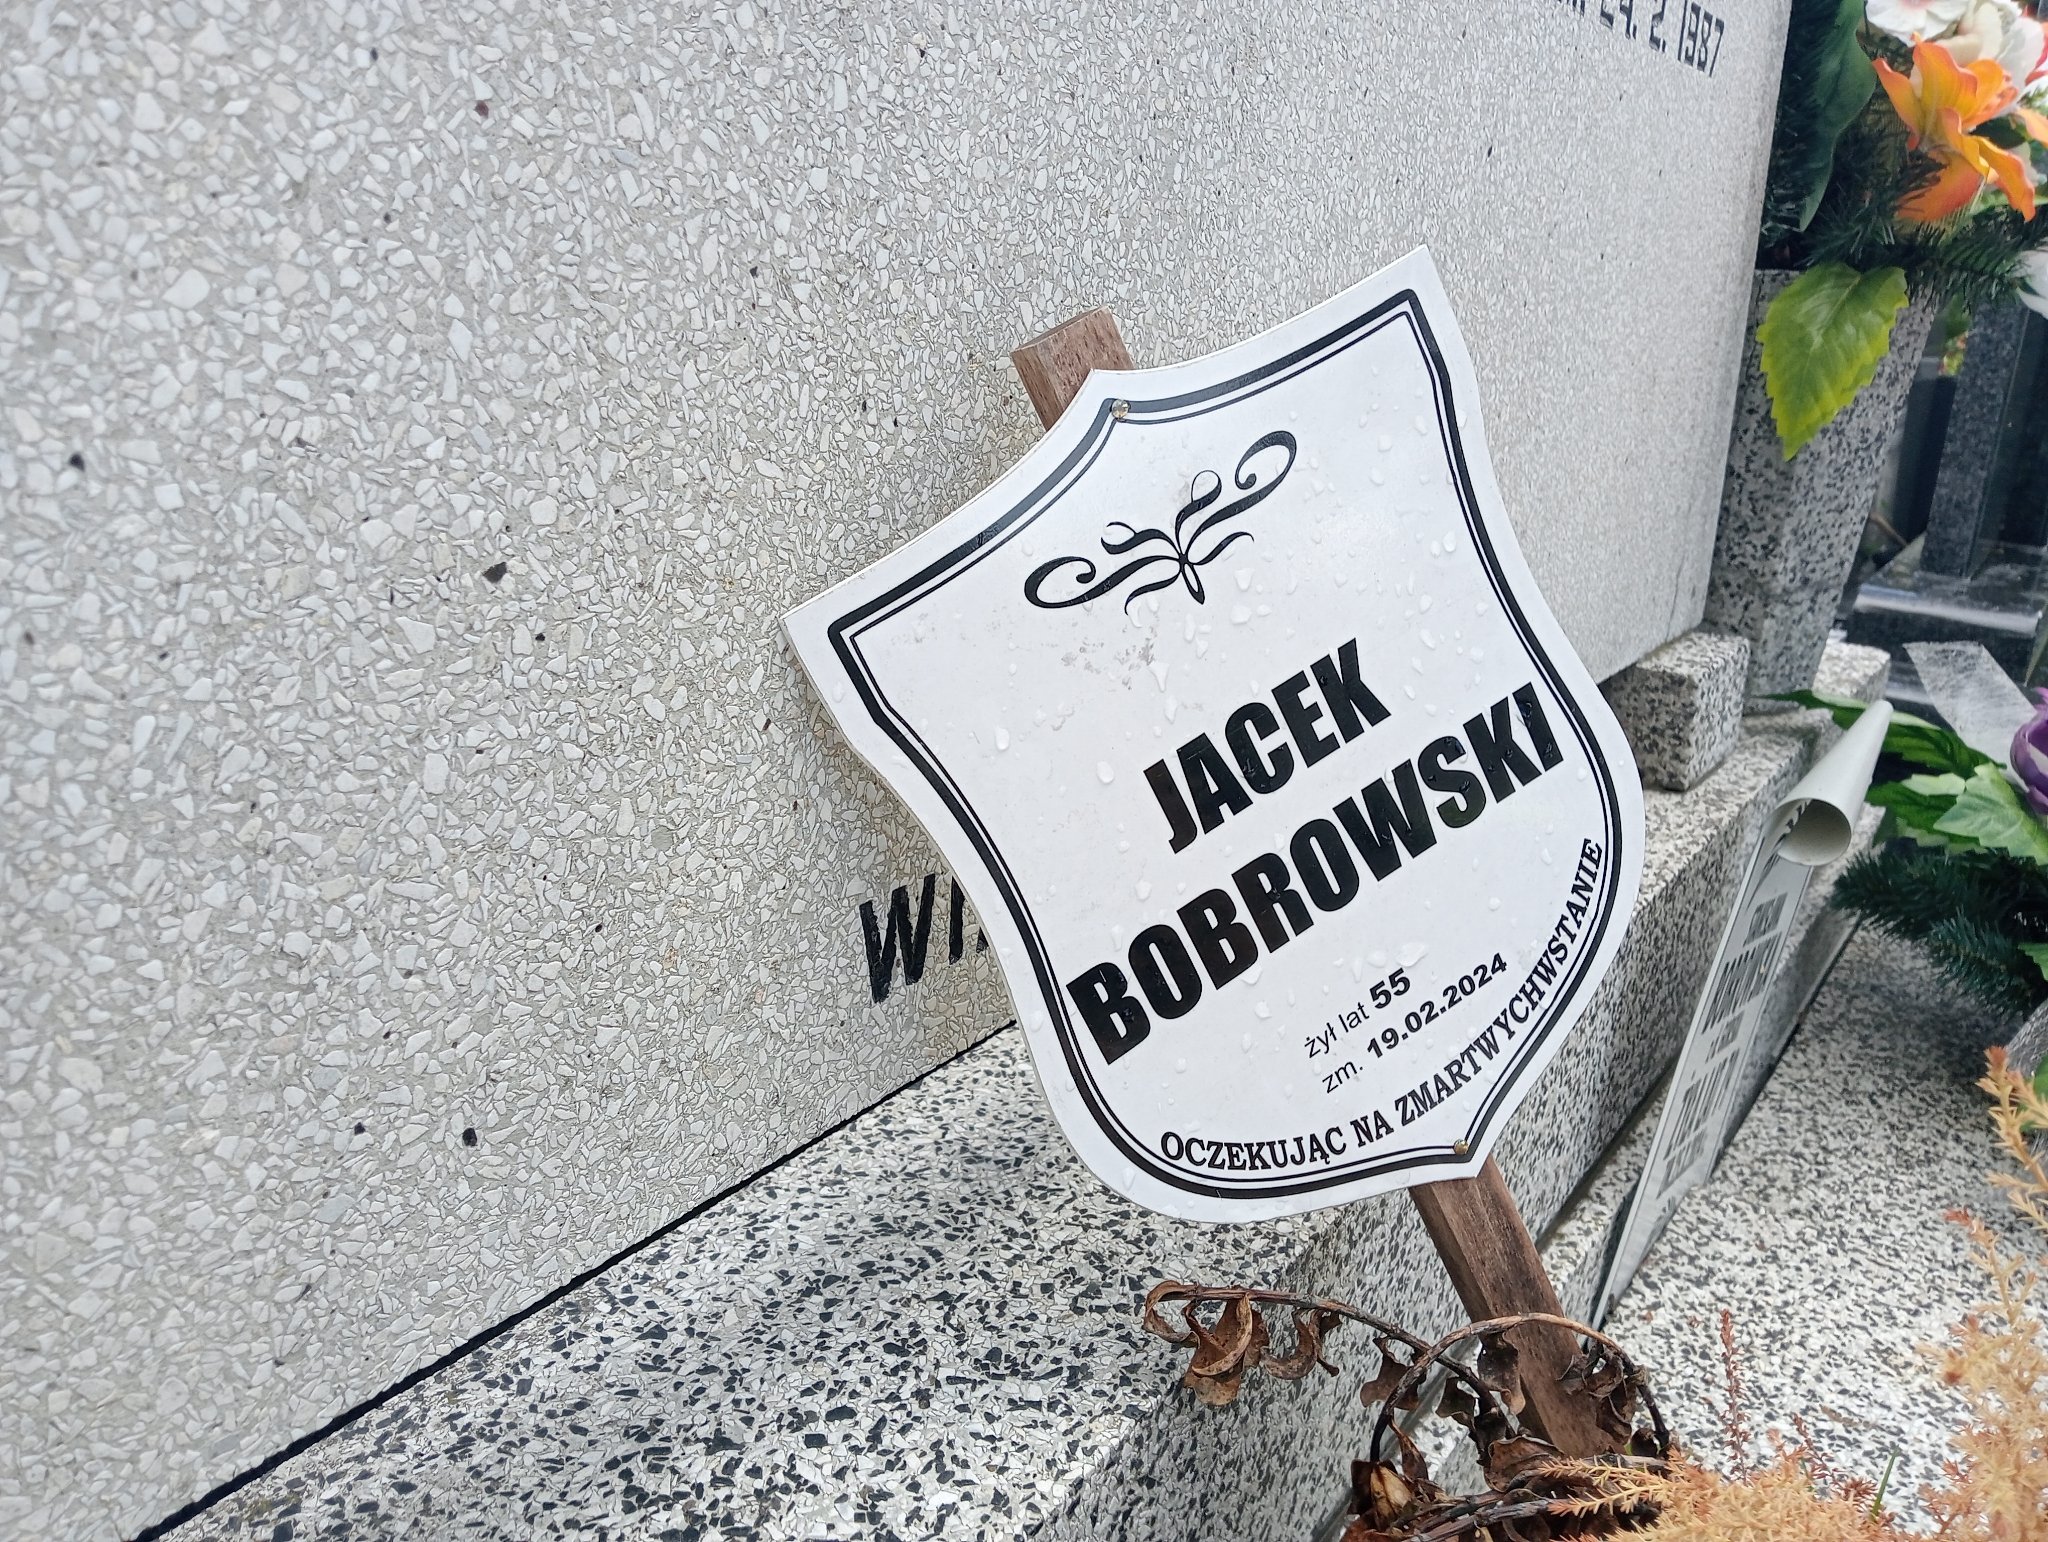 24. 2. 1987
JACEK
BOBROWSKI
żył lat 55
zm. 19.02.2024
OCZEKUJĄC NA ZMARTWYCHWSTANIE